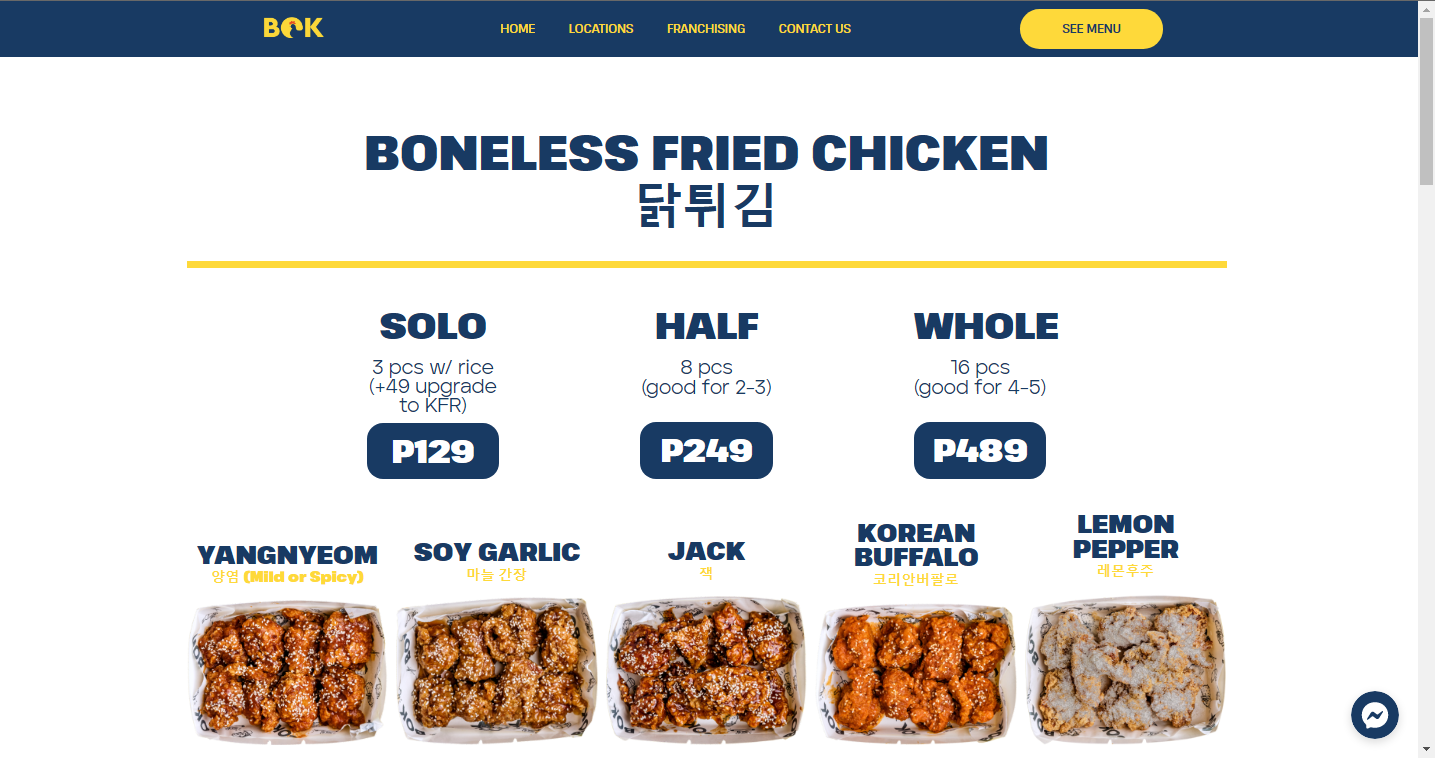 BOK
HOME
LOCATIONS
FRANCHISING
CONTACT US
SEE MENU
BONELESS FRIED CHICKEN
닭튀김
SOLO
3 pcs w/ rice
(+49 upgrade
to KFR)
P129
HALF
8 pcs
(good for 2-3)
P249
WHOLE
16 pcs
(good for 4-5)
P489
YANGNYEOM
양염 (Mild or Spicy)
SOY GARLIC
마늘 간장
JACK
잭
KOREAN
BUFFALO
코리안버팔로
LEMON
PEPPER
레몬후주